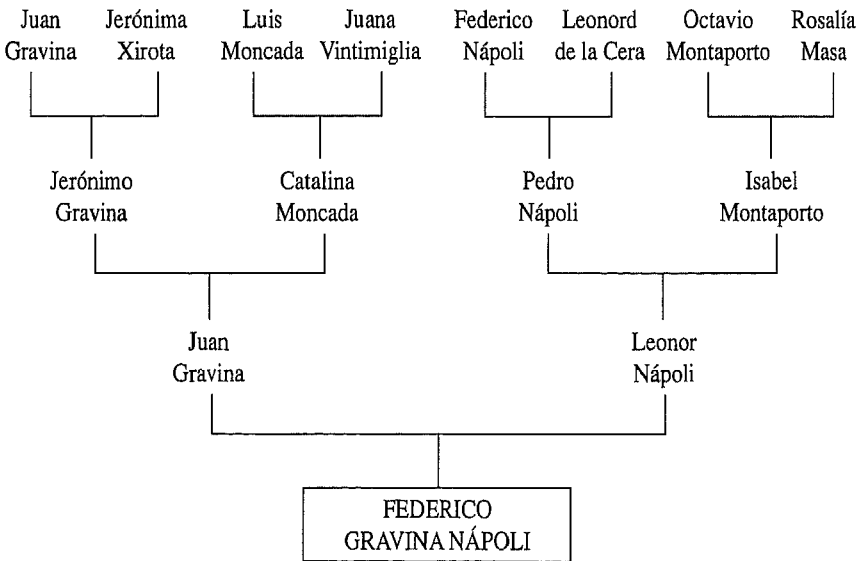 Juan
Gravina
Jerónima
Xirota
Luis
Moncada
Juana
Vintimiglia
Federico
Nápoli
Leonord
de la Cera
Octavio
Montaporto
Rosalía
Masa
Jerónimo
Gravina
Catalina
Moncada
Pedro
Nápoli
Isabel
Montaporto
Juan
Gravina
Leonor
Nápoli
FEDERICO
GRAVINA NÁPOLI